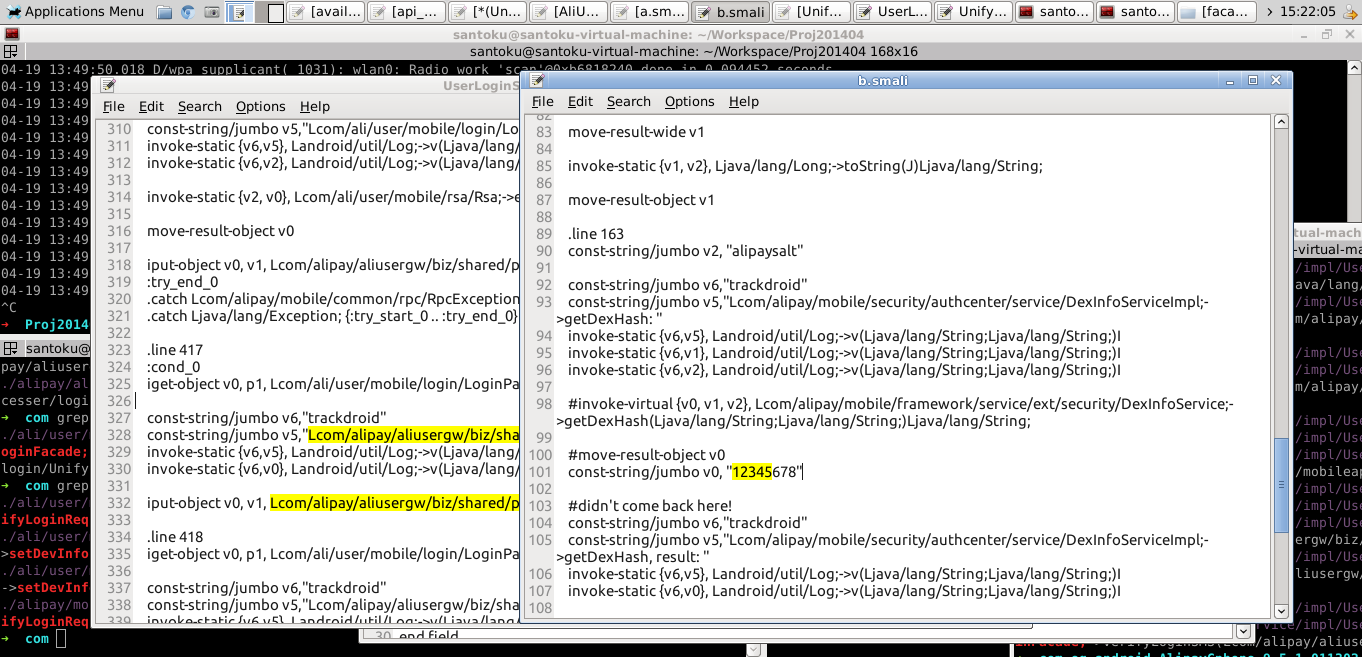 Applications Menu
[avail...
[api_...
[*(Un...
[AliU...
[a.sm...
b.smali
[Unif...
UserL...
Unify...
santo...
santo...
[faca...
15:22:05
santoku@santoku-virtual-machine: ~/Workspace/Proj201404
santoku@santoku-virtual-machine: ~/Workspace/Proj201404 168x16
04-19 13:49:50.018 D/wpa_supplicant( 1031): wlan0: Radio work 'scan'@0xb6818240 done in 0.094452 seconds
04-19 13:49
04-19 13:49
04-19 13:49
04-19 13:49
04-19 13:49
04-19 13:49
04-19 13:49
04-19 13:49
04-19 13:49
04-19 13:49
04-19 13:49
04-19 13:49
04-19 13:49
^C
→ Proj2014
santoku@
pay/aliuser
./alipay/al
cesser/logi
→ com grep
./ali/user/
oginFacade;
login/Unify
→ com grep
./ali/user/
ifyLoginReq
./ali/user/
>setDevInfo
./ali/user/
->setDevInf
./alipay/mo
ifyLoginReq
→ com
UserLoginS
File Edit Search Options Help
310 const-string/jumbo v5,"Lcom/ali/user/mobile/login/Lo
311 invoke-static {v6,v5}, Landroid/util/Log;->v(Ljava/lang/
312 invoke-static {v6,v2}, Landroid/util/Log;->v(Ljava/lang/
313
314 invoke-static {v2, v0}, Lcom/ali/user/mobile/rsa/Rsa;->e
315
316 move-result-object v0
317
318 iput-object v0, v1, Lcom/alipay/aliusergw/biz/shared/p
319 :try_end_0
320 .catch Lcom/alipay/mobile/common/rpc/RpcException
321 .catch Ljava/lang/Exception; {:try_start_0 .. :try_end_0}
322
323 .line 417
324 :cond_0
325 iget-object v0, p1, Lcom/ali/user/mobile/login/LoginPa
326
327 const-string/jumbo v6,"trackdroid"
328 const-string/jumbo v5,"Lcom/alipay/aliusergw/biz/sha
329 invoke-static {v6,v5}, Landroid/util/Log;->v(Ljava/lang/
330 invoke-static {v6,v0}, Landroid/util/Log;->v(Ljava/lang/
331
332 iput-object v0, v1, Lcom/alipay/aliusergw/biz/shared/p
333
334 .line 418
335 iget-object v0, p1, Lcom/ali/user/mobile/login/LoginPa
336
337 const-string/jumbo v6,"trackdroid"
338 const-string/jumbo v5,"Lcom/alipay/aliusergw/biz/sha
339 invoke-static {v6,v5}, Landroid/util/Log;->v(Ljava/lang/
b.smali
File Edit Search Options Help
82
83 move-result-wide v1
84
85 invoke-static {v1, v2}, Ljava/lang/Long;->toString(J)Ljava/lang/String;
86
87 move-result-object v1
88
89 .line 163
90 const-string/jumbo v2, "alipaysalt"
91
92 const-string/jumbo v6,"trackdroid"
93 const-string/jumbo v5,"Lcom/alipay/mobile/security/authcenter/service/DexInfoServiceImpl;-
>getDexHash: "
94 invoke-static {v6,v5}, Landroid/util/Log;->v(Ljava/lang/String;Ljava/lang/String;)I
95 invoke-static {v6,v1}, Landroid/util/Log;->v(Ljava/lang/String;Ljava/lang/String;)I
96 invoke-static {v6,v2}, Landroid/util/Log;->v(Ljava/lang/String;Ljava/lang/String;)I
97
98 #invoke-virtual {v0, v1, v2}, Lcom/alipay/mobile/framework/service/ext/security/DexInfoService;-
>getDexHash(Ljava/lang/String;Ljava/lang/String;)Ljava/lang/String;
99
100 #move-result-object v0
101 const-string/jumbo v0, "12345678"
102
103 #didn't come back here!
104 const-string/jumbo v6,"trackdroid"
105 const-string/jumbo v5,"Lcom/alipay/mobile/security/authcenter/service/DexInfoServiceImpl;-
>getDexHash, result: "
106 invoke-static {v6,v5}, Landroid/util/Log;->v(Ljava/lang/String;Ljava/lang/String;)I
107 invoke-static {v6,v0}, Landroid/util/Log;->v(Ljava/lang/String;Ljava/lang/String;)I
108
30 .end field
tual-mach
-virtual-ma
/impl/Use
ava/lang/
/impl/Use
m/alipay/
/impl/Use
/impl/Use
/mobileap
/impl/Use
ergw/biz/
/impl/Use
aliusergw/
/impl/Use